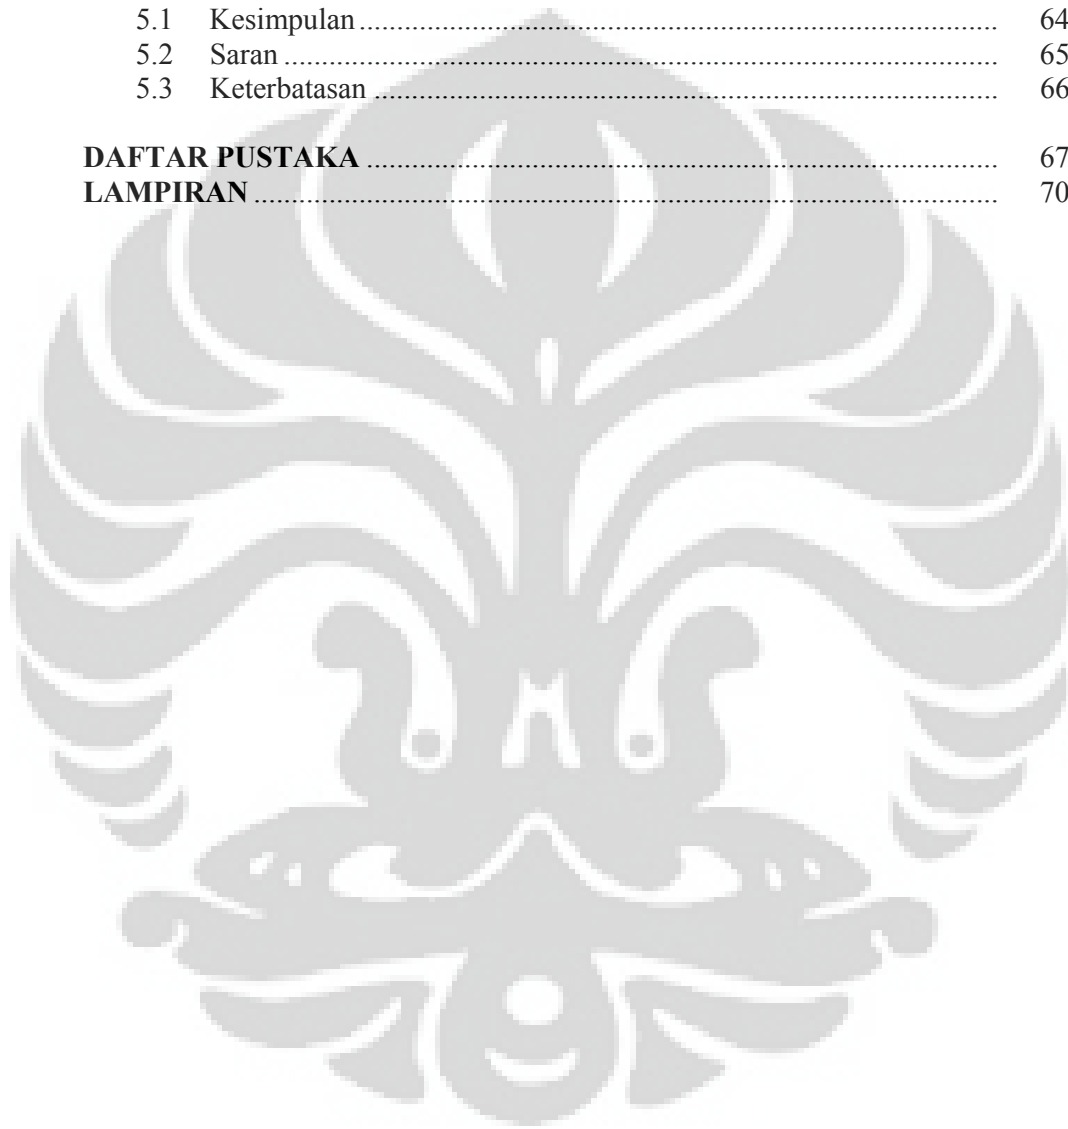 5.1 Kesimpulan ........................................................................................... 64
5.2 Saran ...................................................................................................... 65
5.3 Keterbatasan ......................................................................................... 66
DAFTAR PUSTAKA .......................................................................................... 67
LAMPIRAN .......................................................................................................... 70